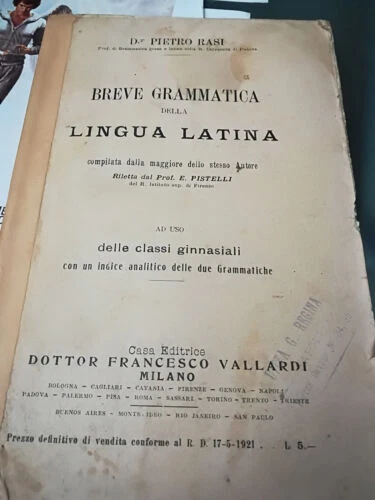 D.r PIETRO RASI
Prof. di Grammatica greca e latina nella R. Università di Padova
BREVE GRAMMATICA
DELLA
LINGUA LATINA
compilata dalla maggiore dello stesso Autore
Riletta dal Prof. E. PISTELLI
del R. Istituto sup. di Firenze
AD USO
delle classi ginnasiali
con un indice analitico delle due Grammatiche
G. REGINA
Casa Editrice
DOTTOR FRANCESCO VALLARDI
MILANO
BOLOGNA - CAGLIARI - CATANIA - FIRENZE - GENOVA - NAPOLI
PADOVA - PALERMO - PISA - ROMA - SASSARI - TORINO - TRENTO - TRIESTE
BUENOS AIRES - MONTEVIDEO - RIO JANEIRO - SAN PAULO
Prezzo definitivo di vendita conforme al R. D. 17-5-1921 . . L. 5.—